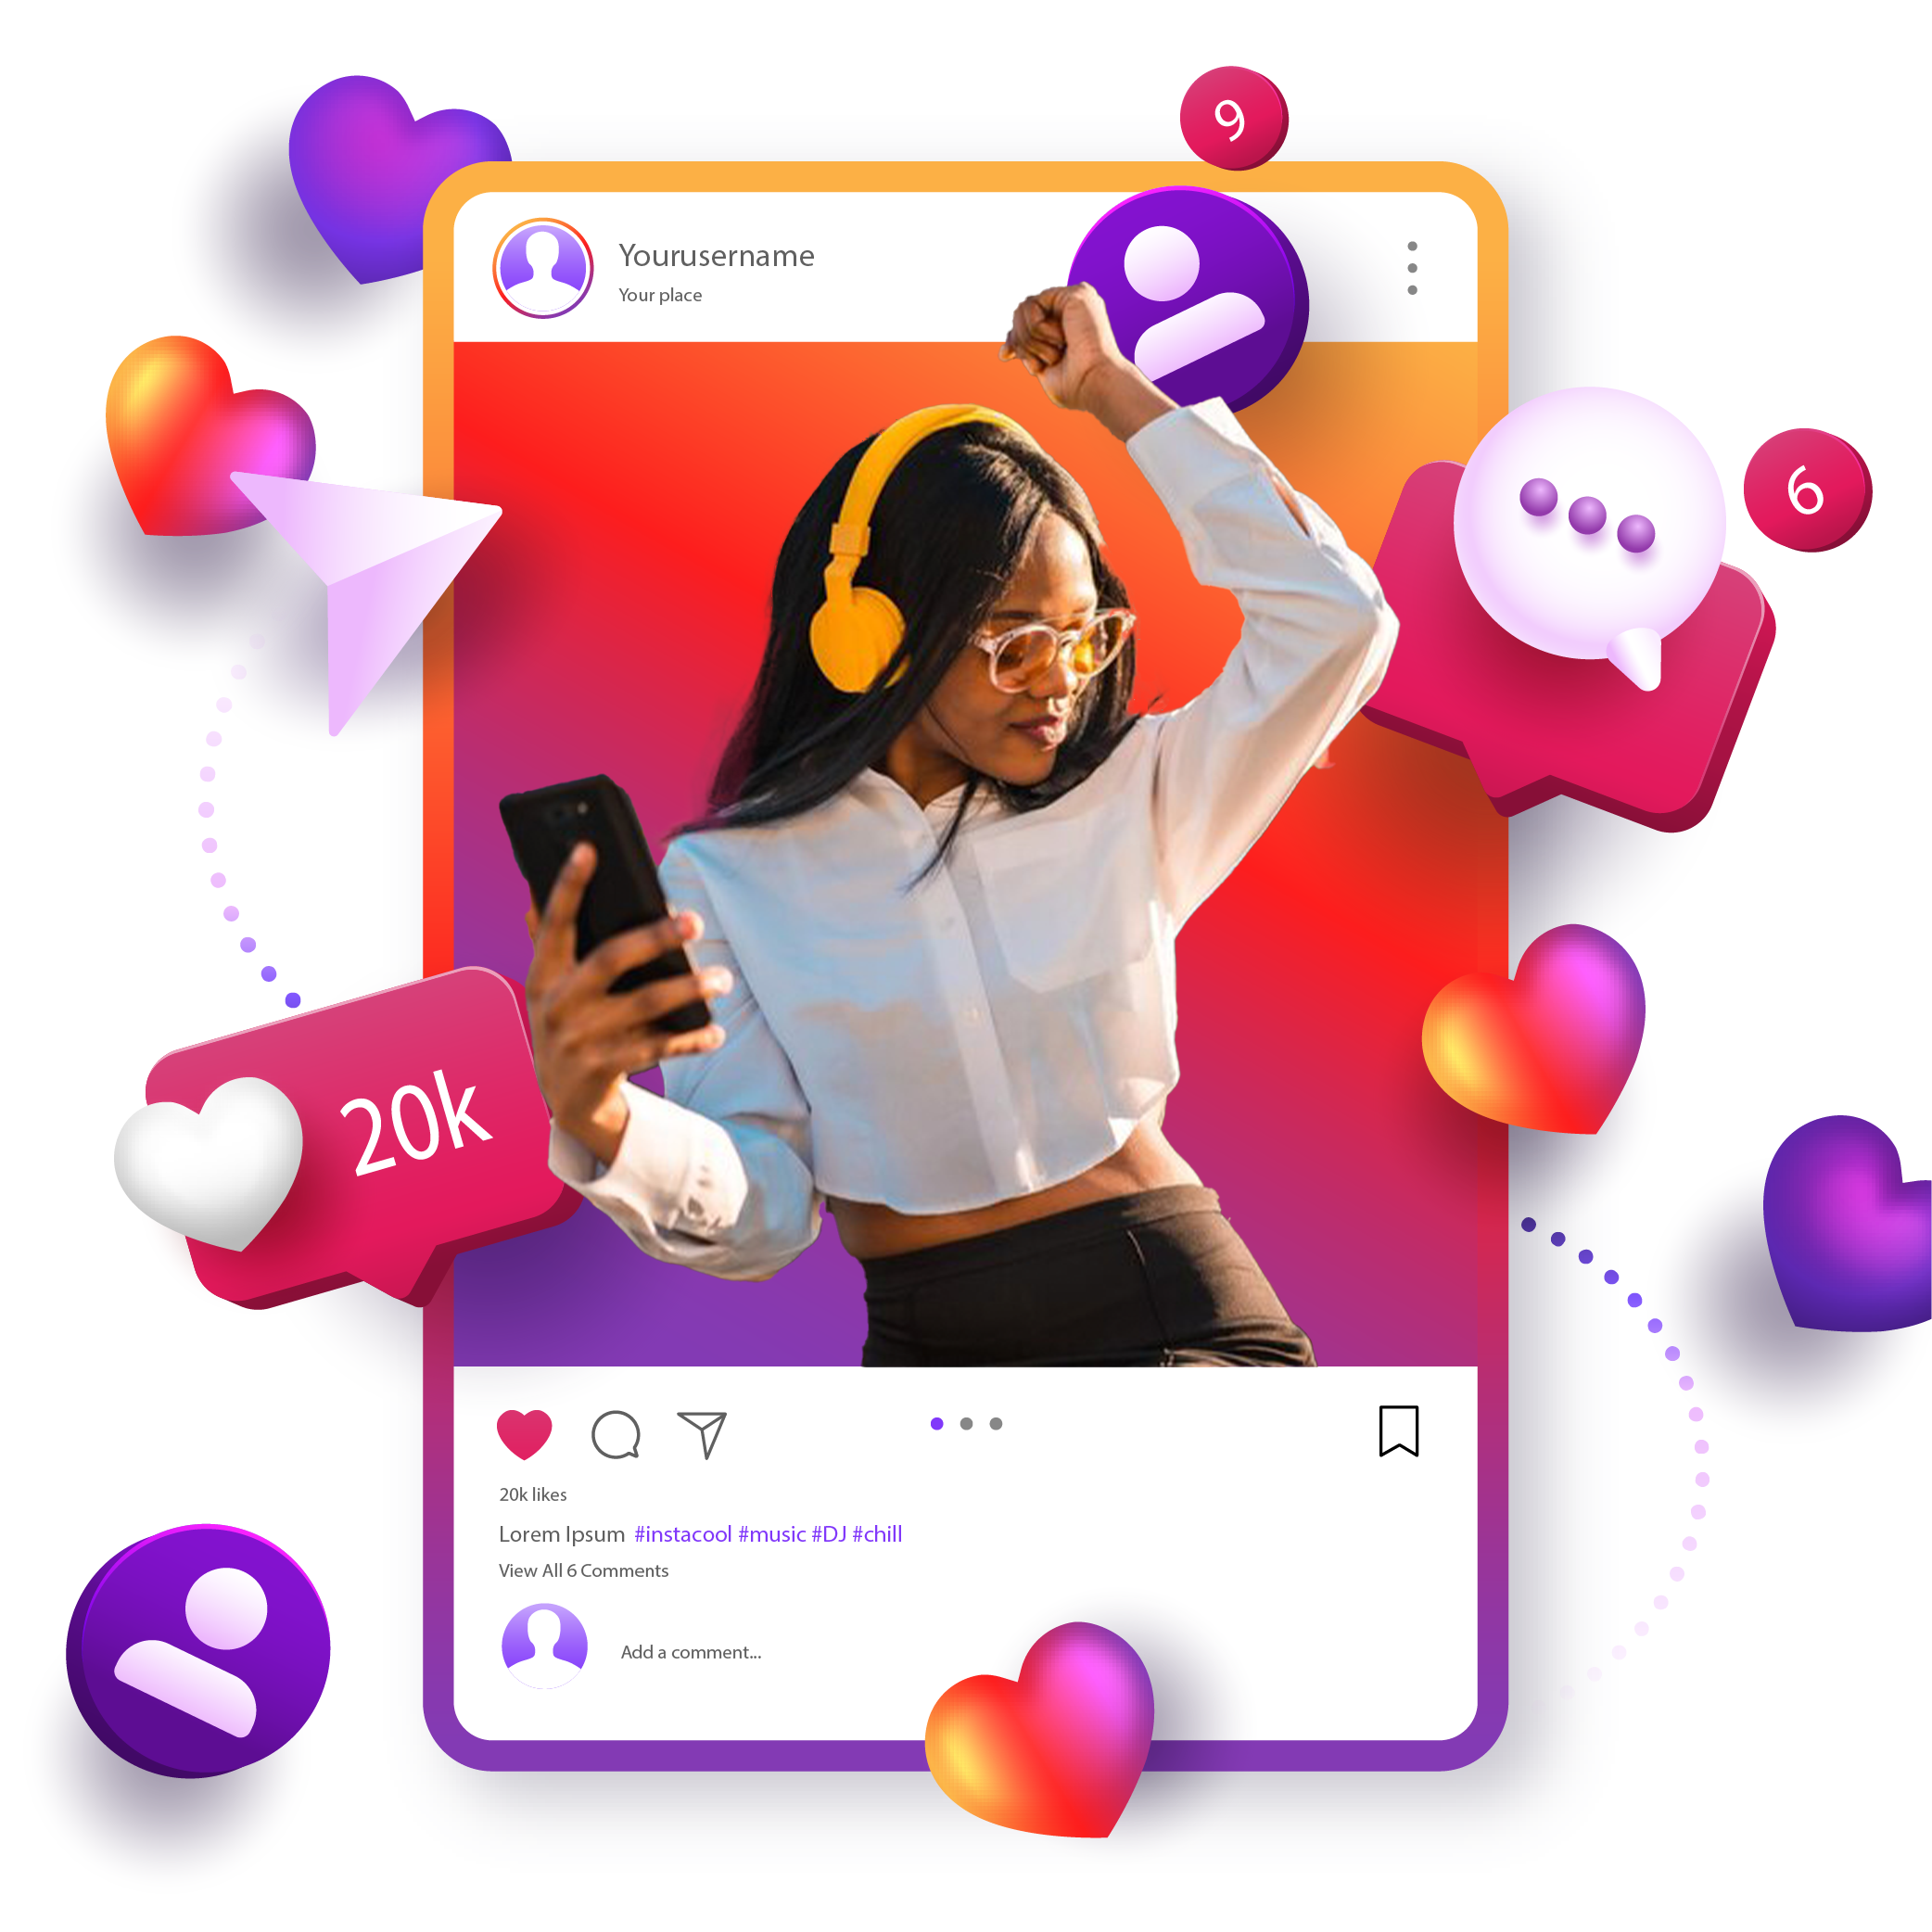 9
Yourusername
Your place
6
20k
20k likes
Lorem Ipsum #instacool #music #DJ #chill
View All 6 Comments
Add a comment...